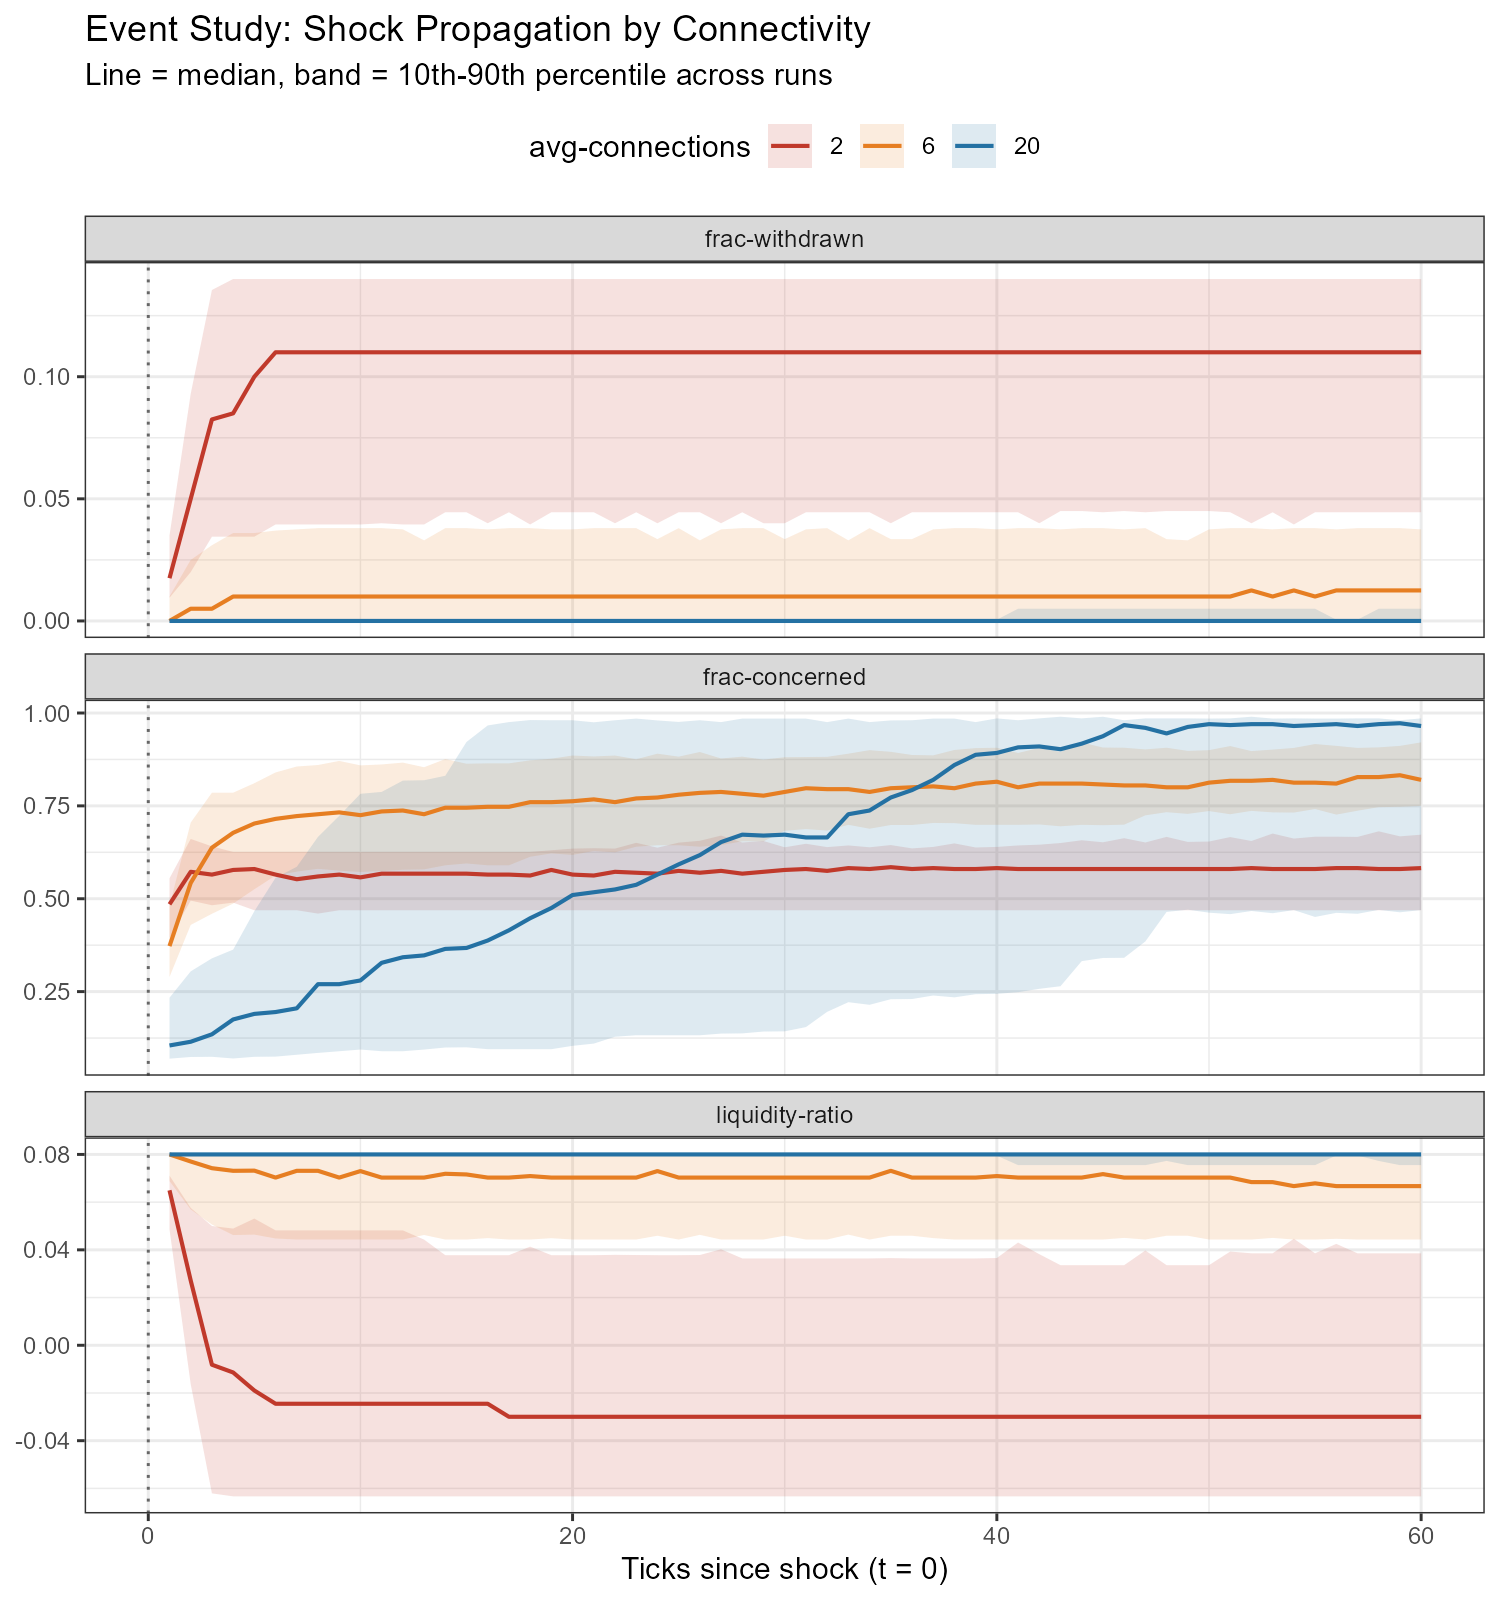 Event Study: Shock Propagation by Connectivity
Line = median, band = 10th-90th percentile across runs
avg-connections 2 6 20
frac-withdrawn
0.10
0.05
0.00
frac-concerned
1.00
0.75
0.50
0.25
liquidity-ratio
0.08
0.04
0.00
-0.04
0 20 40 60
Ticks since shock (t = 0)